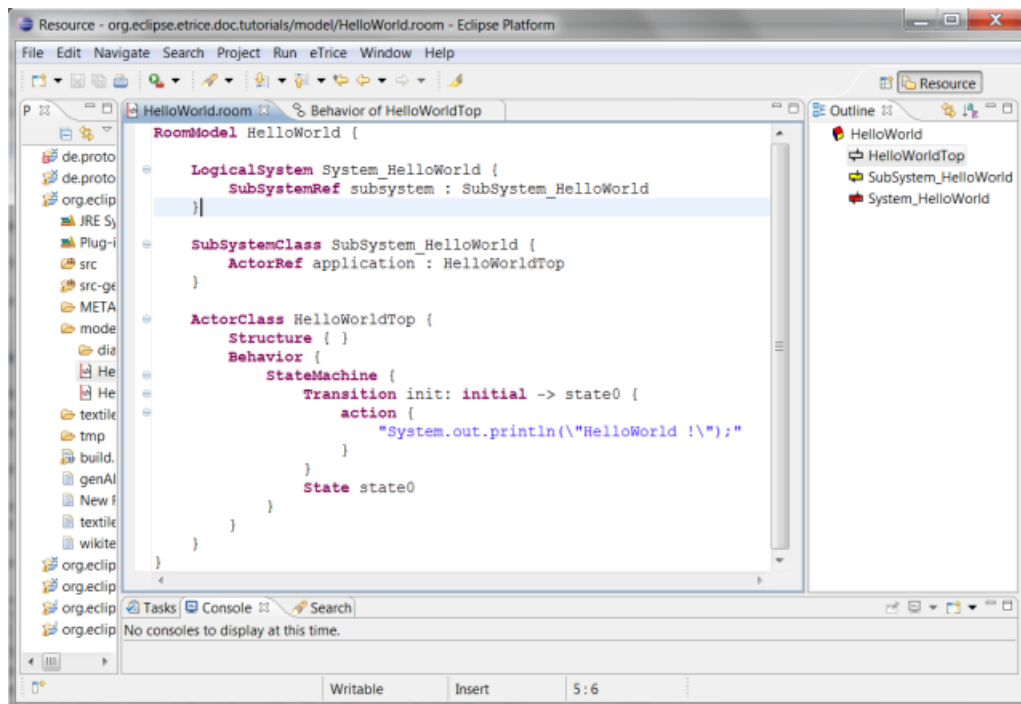 Resource - org.eclipse.etrice.doc.tutorials/model/HelloWorld.room - Eclipse Platform
File Edit Navigate Search Project Run eTrice Window Help
Resource
P
HelloWorld.room
Behavior of HelloWorldTop
Outline
de.proto
de.proto
org.eclip
JRE Sy
Plug-i
src
src-ge
META
mode
dia
He
He
textile
tmp
build.
genAl
New F
textile
wikite
org.eclip
org.eclip
org.eclip
org.eclip
RoomModel HelloWorld {
LogicalSystem System_HelloWorld {
SubSystemRef subsystem : SubSystem_HelloWorld
}
SubSystemClass SubSystem_HelloWorld {
ActorRef application : HelloWorldTop
}
ActorClass HelloWorldTop {
Structure { }
Behavior {
StateMachine {
Transition init: initial -> state0 {
action {
"System.out.println(\"HelloWorld !\");"
}
}
State state0
}
}
}
}
HelloWorld
HelloWorldTop
SubSystem_HelloWorld
System_HelloWorld
Tasks Console Search
No consoles to display at this time.
Writable Insert 5 : 6